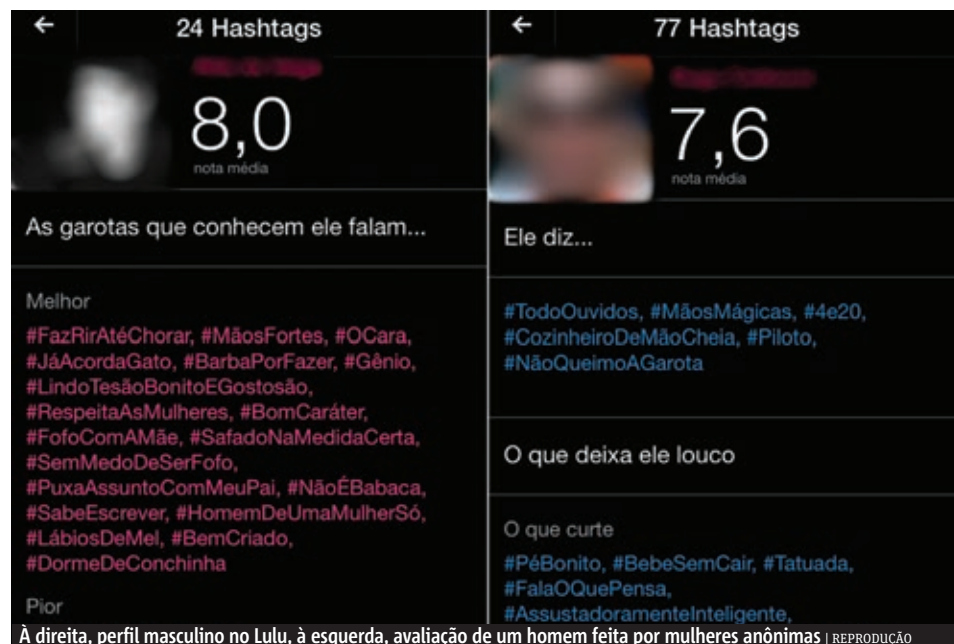 24 Hashtags
8,0
nota média
As garotas que conhecem ele falam...
Melhor
#FazRirAtéChorar, #MãosFortes, #OCara,
#JáAcordaGato, #BarbaPorFazer, #Gênio,
#LindoTesãoBonitoEGostosão,
#RespeitaAsMulheres, #BomCaráter,
#FofoComAMãe, #SafadoNaMedidaCerta,
#SemMedoDeSerFofo,
#PuxaAssuntoComMeuPai, #NãoÉBabaca,
#SabeEscrever, #HomemDeUmaMulherSó,
#LábiosDeMel, #BemCriado,
#DormeDeConchinha
Pior
77 Hashtags
7,6
nota média
Ele diz...
#TodoOuvidos, #MãosMágicas, #4e20,
#CozinheiroDeMãoCheia, #Piloto,
#NãoQueimoAGarota
O que deixa ele louco
O que curte
#PéBonito, #BebeSemCair, #Tatuada,
#FalaOQuePensa,
#AssustadoramenteInteligente,
À direita, perfil masculino no Lulu, à esquerda, avaliação de um homem feita por mulheres anônimas | REPRODUÇÃO